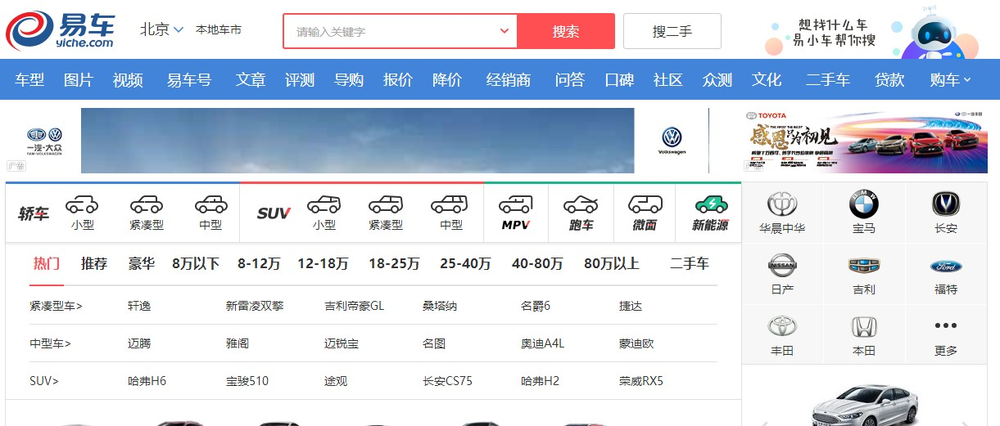 易车
yiche.com
北京
本地车市
请输入关键字
搜索
搜二手
想找什么车
易小车帮你搜
车型 图片 视频 易车号 文章 评测 导购 报价 降价 经销商 问答 口碑 社区 众测 文化 二手车 贷款 购车
一汽-大众
FAW-VOLKSWAGEN
广告
Volkswagen
TOYOTA
一汽丰田
感恩只为初见
轿车 小型 紧凑型 中型 SUV 小型 紧凑型 中型 MPV 跑车 微面 新能源
热门 推荐 豪华 8万以下 8-12万 12-18万 18-25万 25-40万 40-80万 80万以上 二手车
紧凑型车> 轩逸 新雷凌双擎 吉利帝豪GL 桑塔纳 名爵6 捷达
中型车> 迈腾 雅阁 迈锐宝 名图 奥迪A4L 蒙迪欧
SUV> 哈弗H6 宝骏510 途观 长安CS75 哈弗H2 荣威RX5
BMW
华晨中华 宝马 长安
NISSAN
Ford
日产 吉利 福特
丰田 本田 更多